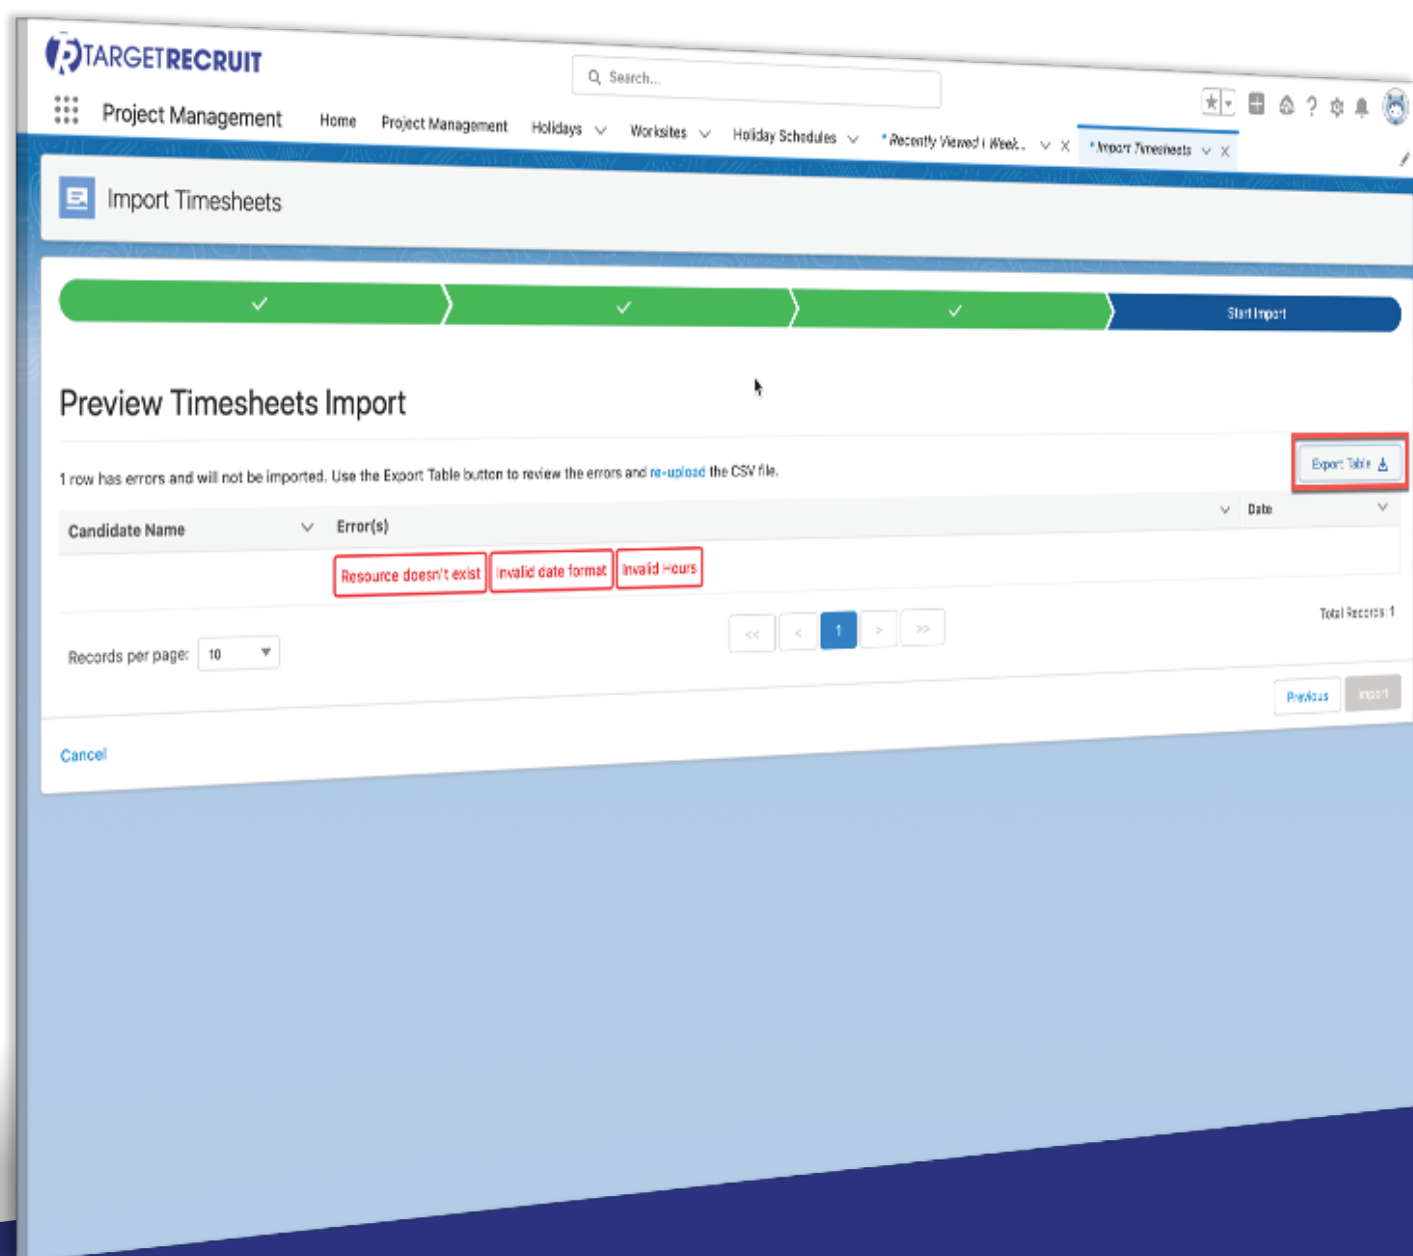 TARGETRECRUIT
Search...
Project Management
Home
Project Management
Holidays
Worksites
Holiday Schedules
* Recently Viewed | Week...
* Import Timesheets
Import Timesheets
Start Import
Preview Timesheets Import
1 row has errors and will not be imported. Use the Export Table button to review the errors and re-upload the CSV file.
Export Table
Candidate Name
Error(s)
Date
Resource doesn't exist
Invalid date format
Invalid Hours
<< < 1 > >>
Total Records: 1
Records per page: 10
Previous
Import
Cancel